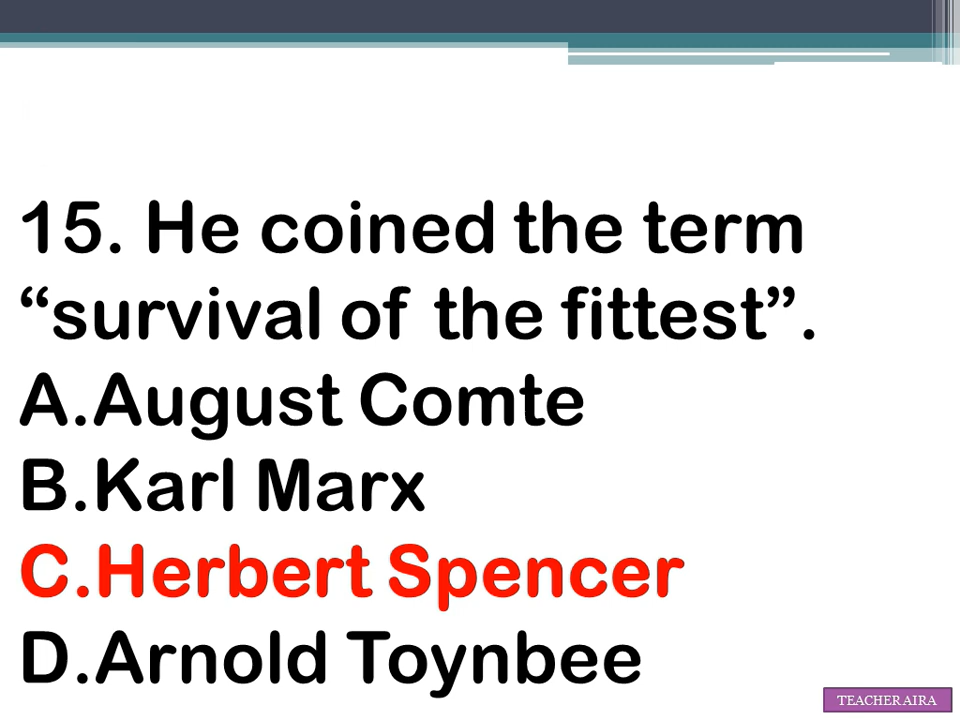 15. He coined the term
“survival of the fittest”.
A.August Comte
B.Karl Marx
C.Herbert Spencer
D.Arnold Toynbee
TEACHER AIRA